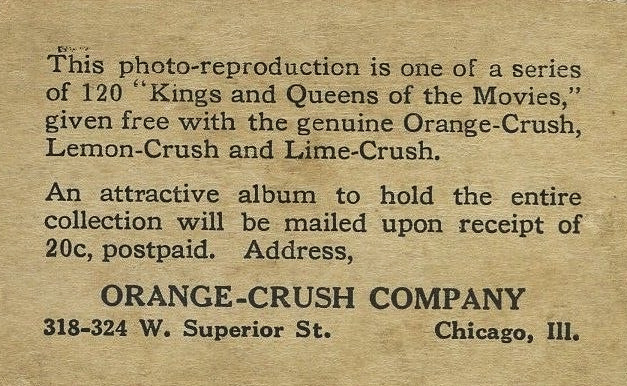 This photo-reproduction is one of a series
of 120 "Kings and Queens of the Movies,"
given free with the genuine Orange-Crush,
Lemon-Crush and Lime-Crush.
An attractive album to hold the entire
collection will be mailed upon receipt of
20c, postpaid. Address,
ORANGE-CRUSH COMPANY
318-324 W. Superior St. Chicago, Ill.